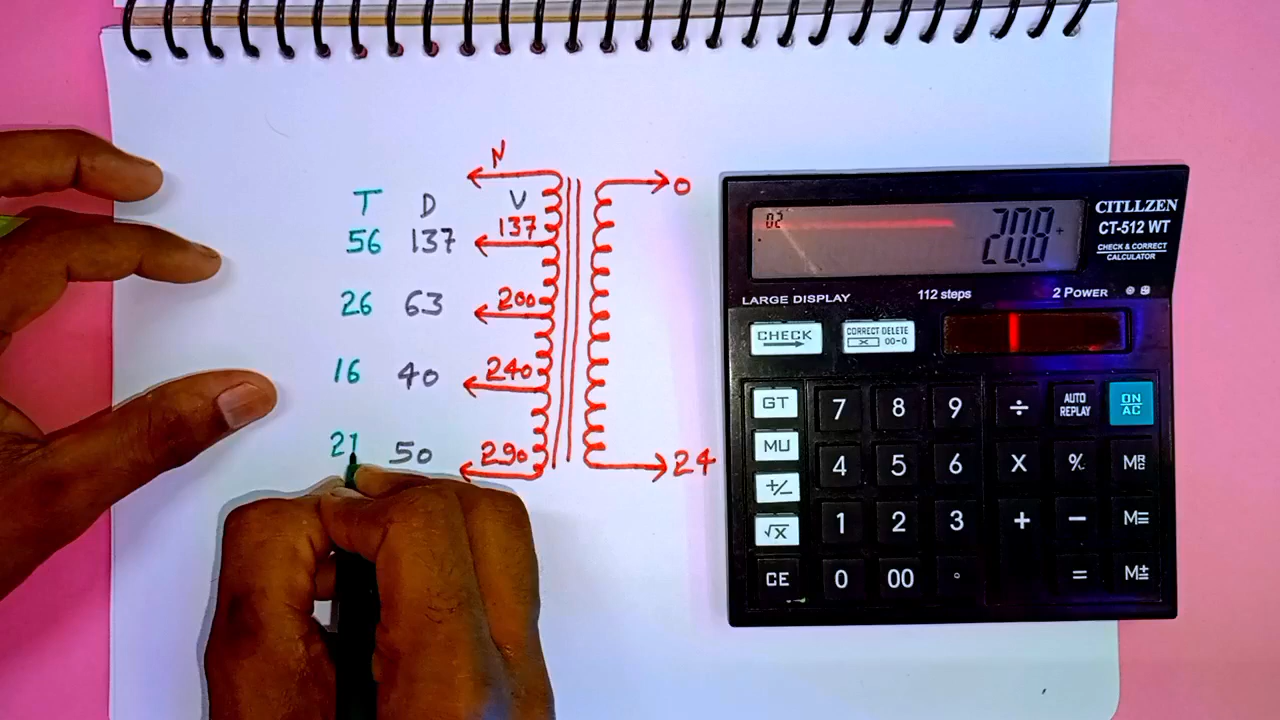 N
T D V
56 137 137
26 63 200
16 40 240
21 50 290
0
24
02 20.8 +
CITLLZEN
CT-512 WT
CHECK & CORRECT
CALCULATOR
LARGE DISPLAY 112 steps 2 POWER
CHECK CORRECT DELETE
00→0
GT 7 8 9 ÷ AUTO REPLAY ON/AC
MU 4 5 6 X % MRC
+/- 1 2 3 + − M=
√x
CE 0 00 . = M±